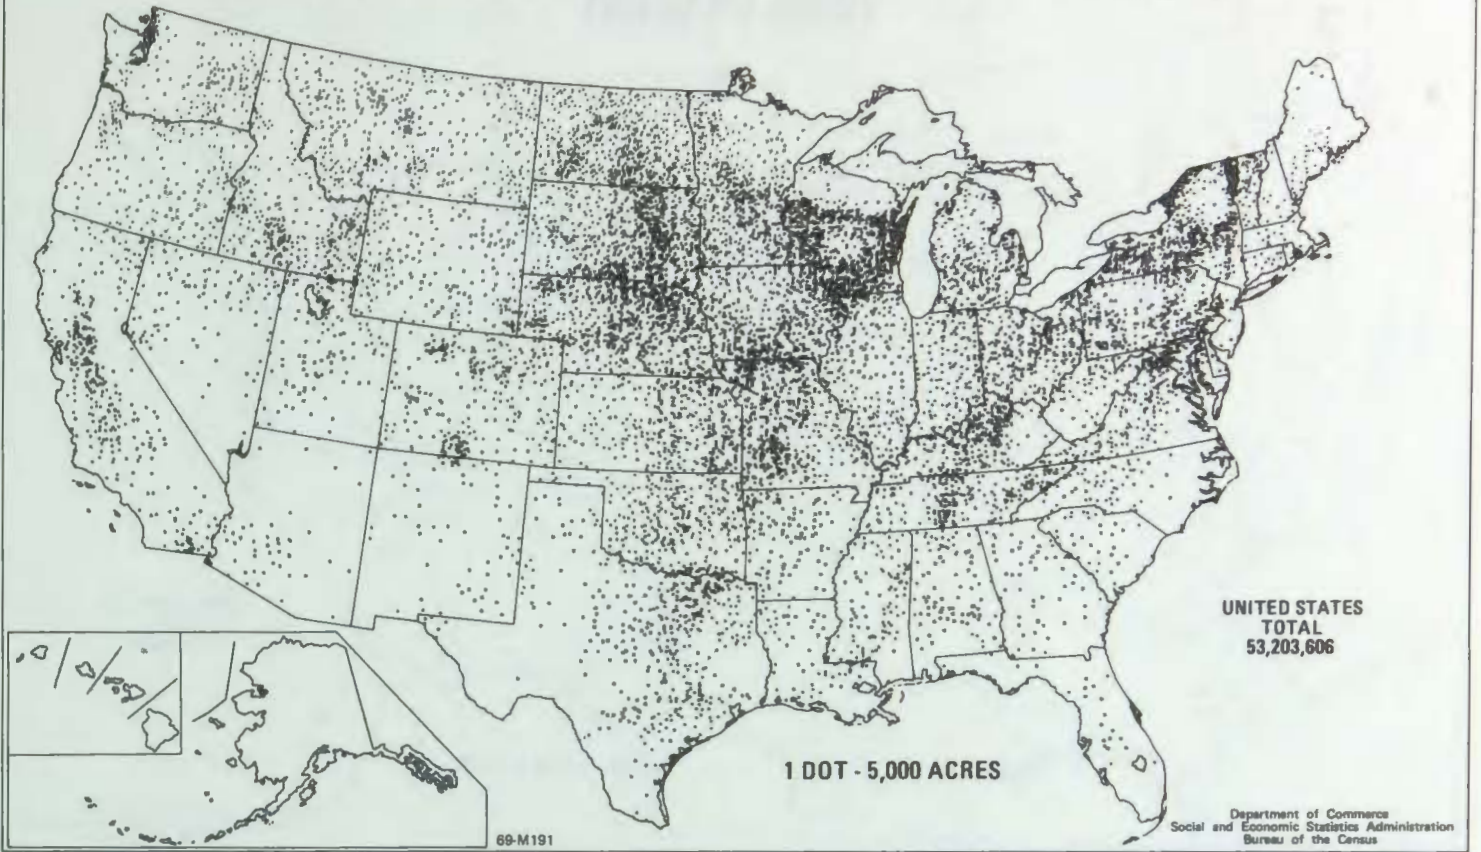 UNITED STATES
TOTAL
53,203,606
1 DOT - 5,000 ACRES
Department of Commerce
Social and Economic Statistics Administration
Bureau of the Census
69-M191